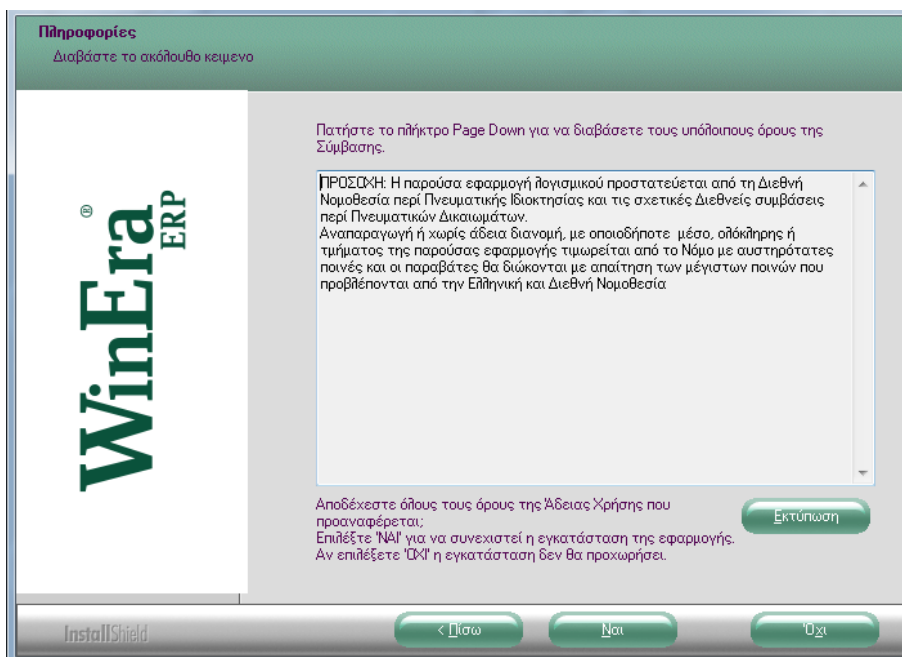 Πληροφορίες
Διαβάστε το ακόλουθο κειμενο
WinEra®
ERP
Πατήστε το πλήκτρο Page Down για να διαβάσετε τους υπόλοιπους όρους της
Σύμβασης.
ΠΡΟΣΟΧΗ: Η παρούσα εφαρμογή λογισμικού προστατεύεται από τη Διεθνή
Νομοθεσία περί Πνευματικής Ιδιοκτησίας και τις σχετικές Διεθνείς συμβάσεις
περί Πνευματικών Δικαιωμάτων.
Αναπαραγωγή ή χωρίς άδεια διανομή, με οποιοδήποτε  μέσο, ολόκληρης ή
τμήματος της παρούσας εφαρμογής τιμωρείται από το Νόμο με αυστηρότατες
ποινές και οι παραβάτες θα διώκονται με απαίτηση των μέγιστων ποινών που
προβλέπονται από την Ελληνική και Διεθνή Νομοθεσία
Αποδέχεστε όλους τους όρους της Άδειας Χρήσης που
προαναφέρεται;
Επιλέξτε 'ΝΑΙ' για να συνεχιστεί η εγκατάσταση της εφαρμογής.
Αν επιλέξετε 'ΌΧΙ' η εγκατάσταση δεν θα προχωρήσει.
Εκτύπωση
InstallShield
< Πίσω
Ναι
Όχι